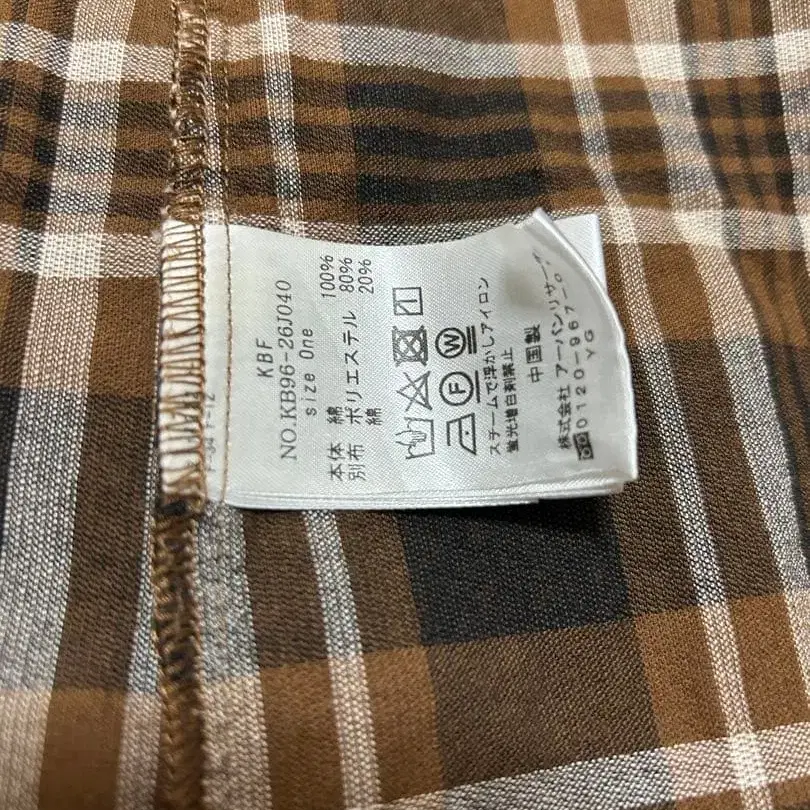 KBF
NO.KB96-26J040
size One
本体 綿 100%
別布 ポリエステル 80%
綿 20%
F W
スチームで浮かしアイロン
蛍光増白剤禁止
中国製
株式会社 アーバンリサーチ
0120-967-
YG